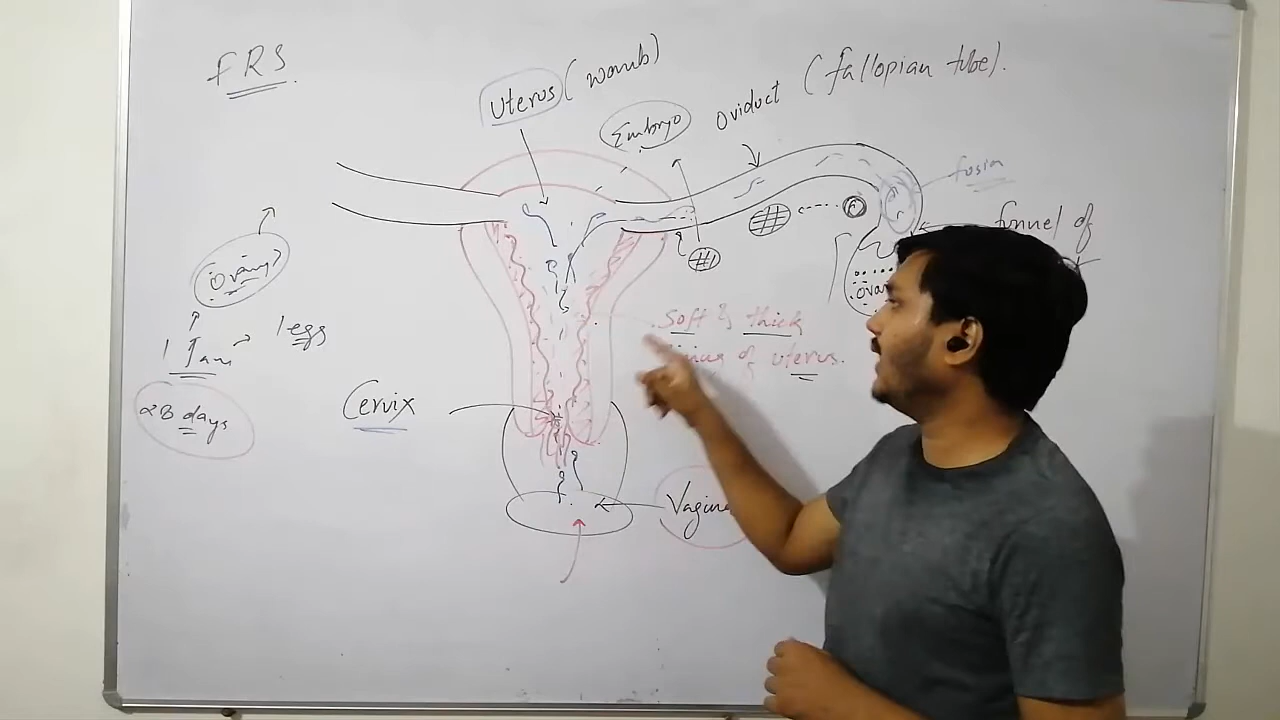 FRS
Uterus (womb)
Embryo
oviduct (fallopian tube).
fusion
funnel of
ovary
1 egg
1
28 days
Cervix
Soft & thick
of uterus.
Vagina